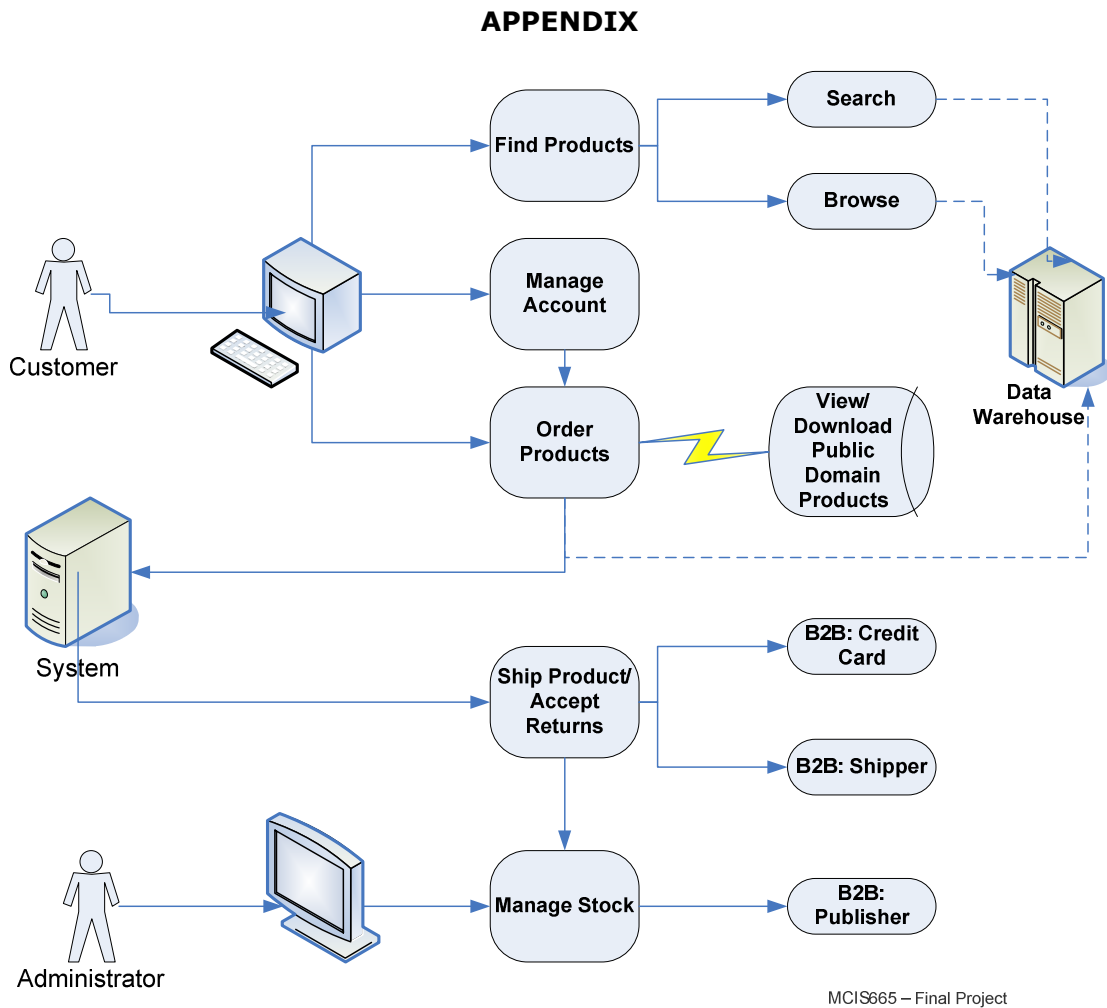 APPENDIX
Search
Find Products
Browse
Manage
Account
Customer
Data
Warehouse
Order
Products
View/
Download
Public
Domain
Products
System
B2B: Credit
Card
Ship Product/
Accept
Returns
B2B: Shipper
Manage Stock
B2B:
Publisher
Administrator
MCIS665 – Final Project